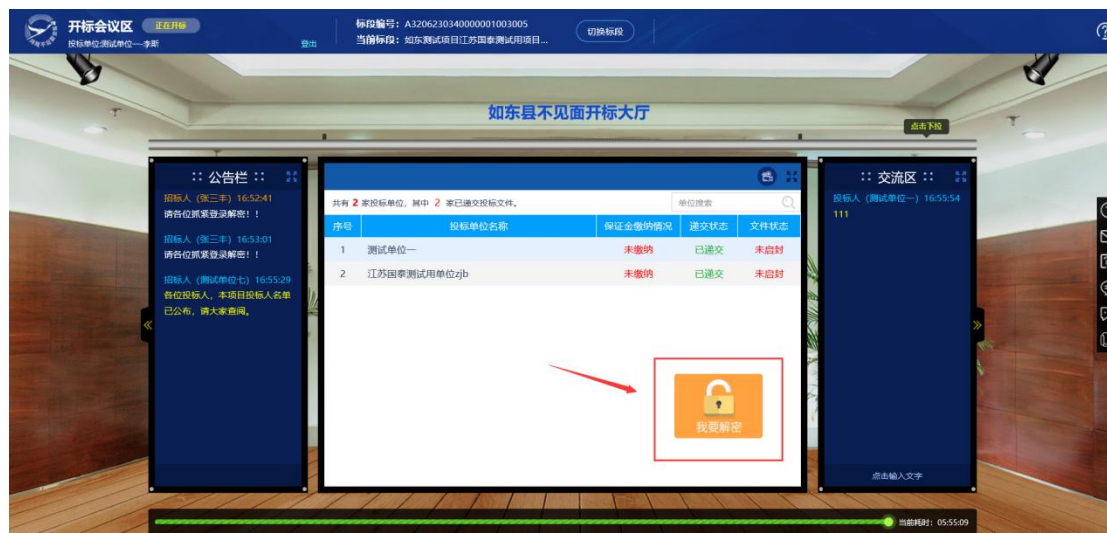 开标会议区 正在开标
投标单位:测试单位一--李斯 登出
标段编号：A3206230340000001003005
当前标段：如东测试项目江苏国泰测试用项目...
切换标段
如东县不见面开标大厅
点击下拉
:: 公告栏 ::
招标人（张三丰）16:52:41
请各位抓紧登录解密！！
招标人（张三丰）16:53:01
请各位抓紧登录解密！！
招标人（测试单位七）16:55:29
各位投标人，本项目投标人名单
已公布，请大家查阅。
共有 2 家投标单位，其中 2 家已递交投标文件。 单位搜索
序号 投标单位名称 保证金缴纳情况 递交状态 文件状态
1 测试单位一 未缴纳 已递交 未启封
2 江苏国泰测试用单位zjb 未缴纳 已递交 未启封
我要解密
:: 交流区 ::
投标人（测试单位一）16:55:54
111
点击输入文字
当前耗时：05:55:09